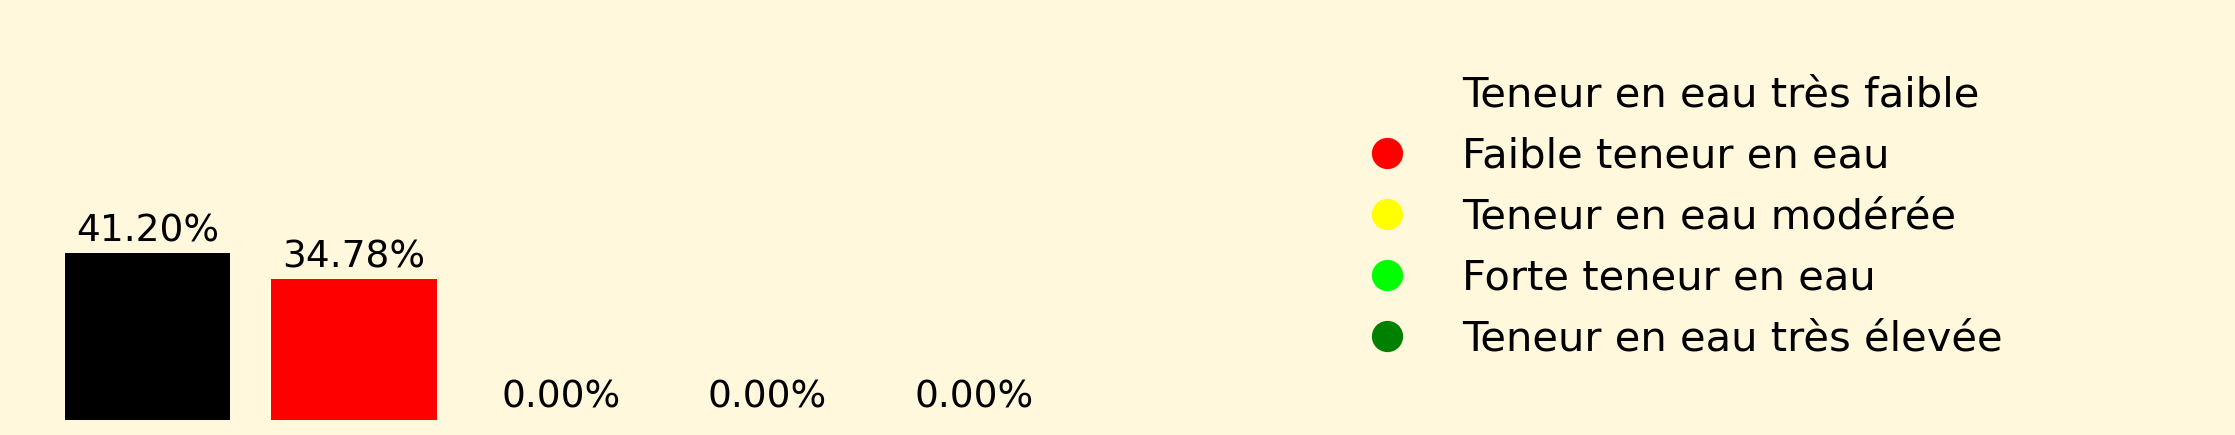 41.20%
34.78%
0.00%
0.00%
0.00%
Teneur en eau très faible
Faible teneur en eau
Teneur en eau modérée
Forte teneur en eau
Teneur en eau très élevée